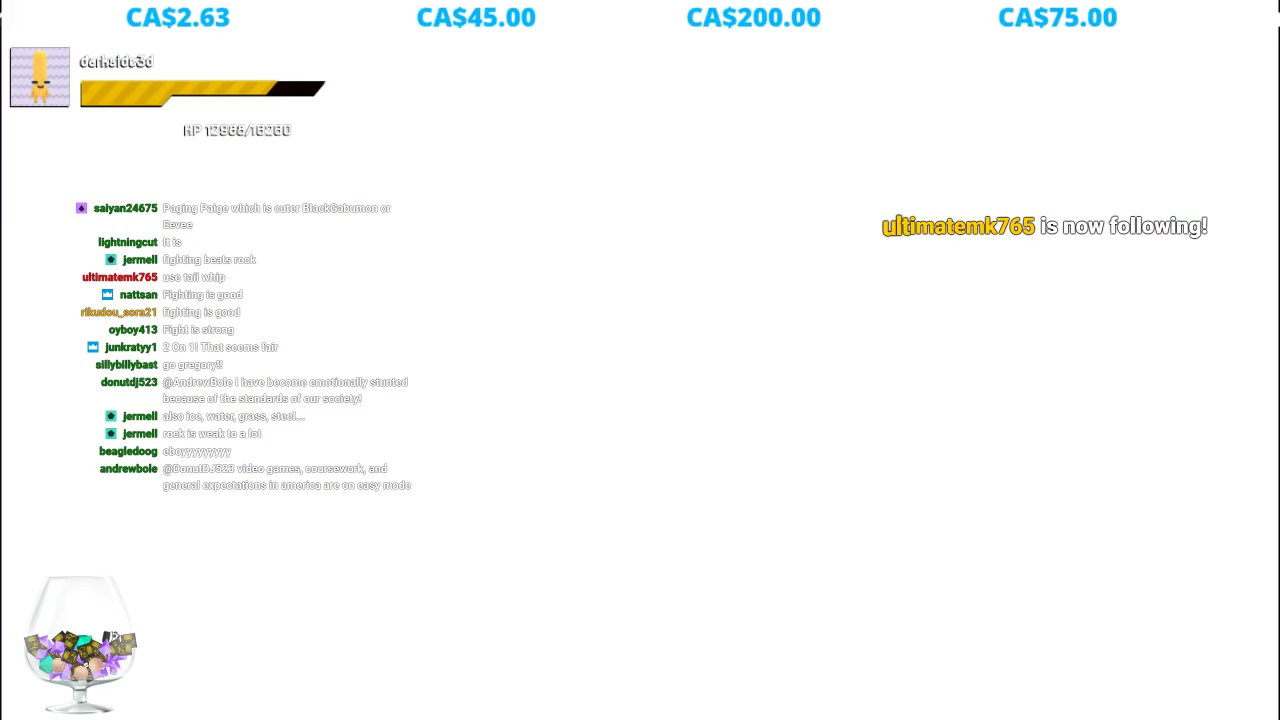 CA$2.63 CA$45.00 CA$200.00 CA$75.00
darkside3d
HP 12988/16280
saiyan24675 Paging Paige which is cuter BlackGabumon or
Eevee
ultimatemk765 is now following!
lightningcut It is
jermell fighting beats rock
ultimatemk765 use tail whip
nattsan Fighting is good
rikudou_sora21 fighting is good
oyboy413 Fight is strong
junkratyy1 2 On 1! That seems fair
sillybillybast go gregory!!
donutdj523 @AndrewBole I have become emotionally stunted
because of the standards of our society!
jermell also ice, water, grass, steel...
jermell rock is weak to a lot
beagledoog oboyyyyyyyyy
andrewbole @DonutDJ523 video games, coursework, and
general expectations in america are on easy mode